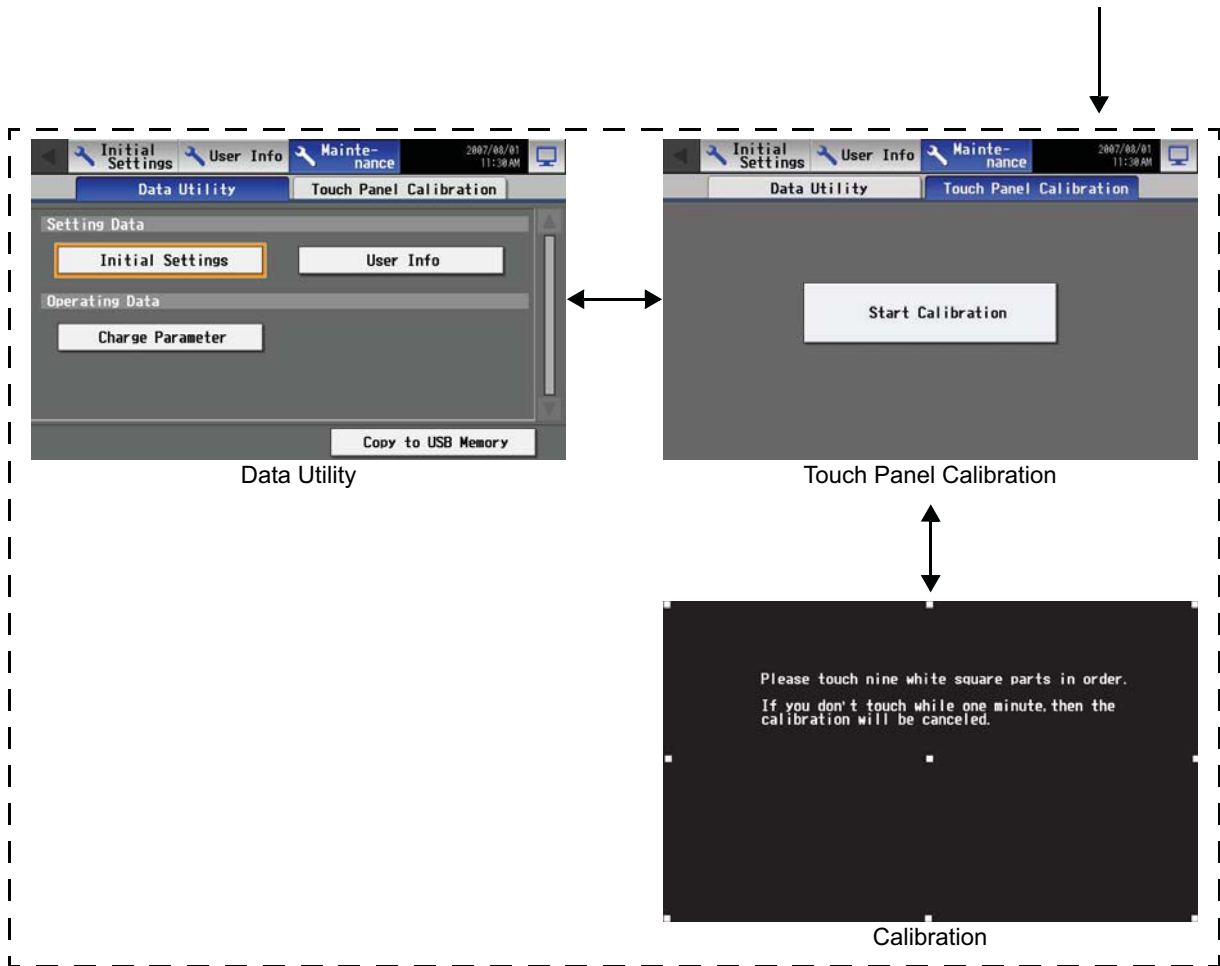 Initial Settings User Info Mainte-nance 2007/08/01 11:30AM
Data Utility Touch Panel Calibration
Setting Data
Initial Settings User Info
Operating Data
Charge Parameter
Copy to USB Memory
Data Utility
Initial Settings User Info Mainte-nance 2007/08/01 11:30AM
Data Utility Touch Panel Calibration
Start Calibration
Touch Panel Calibration
Please touch nine white square parts in order.
If you don't touch while one minute,then the
calibration will be canceled.
Calibration